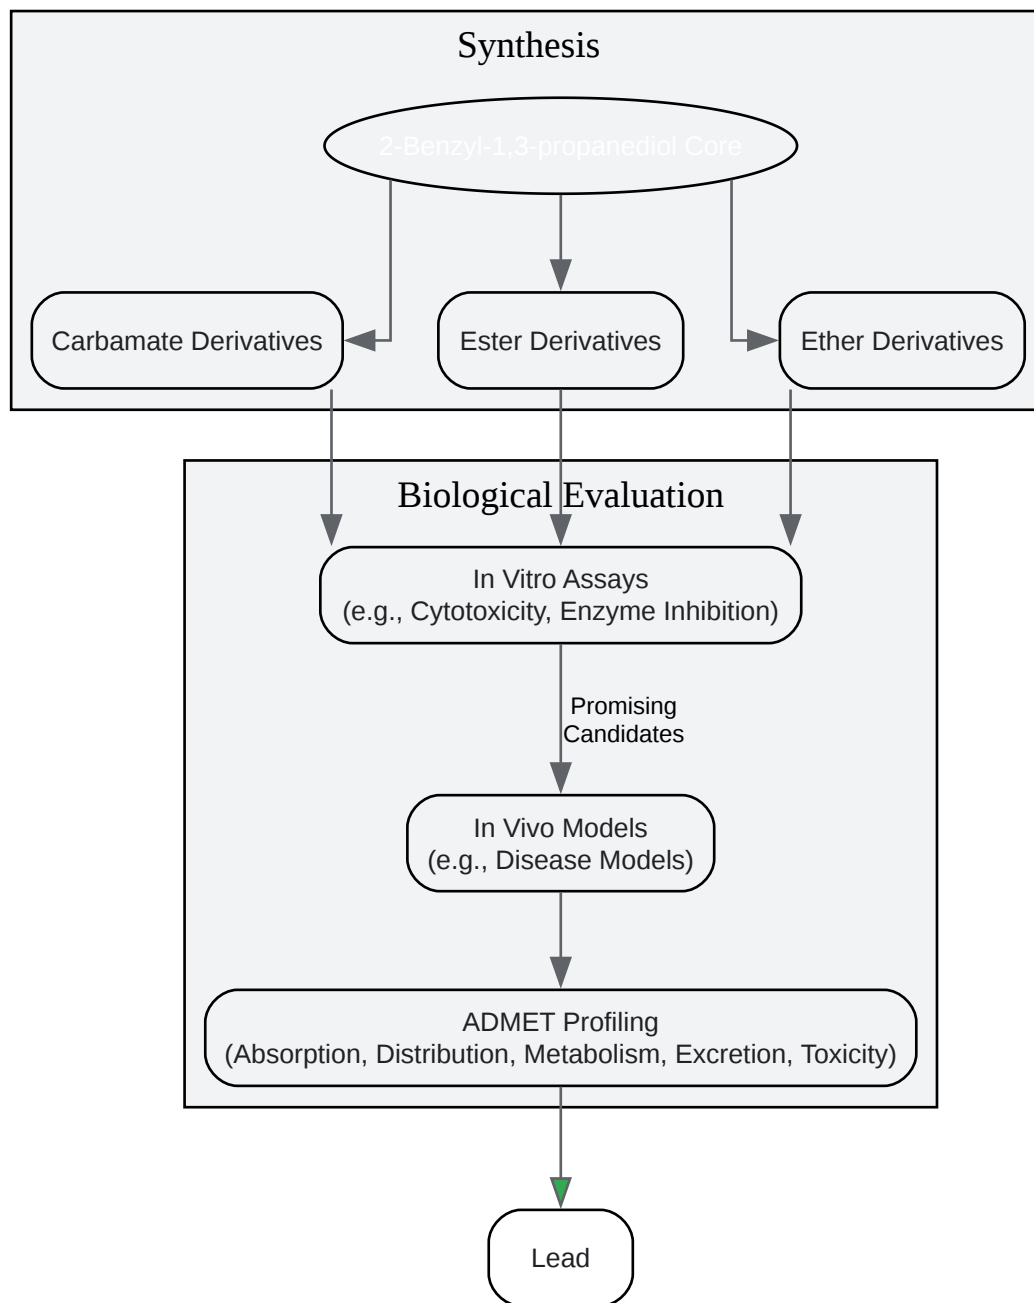 Synthesis
2-Benzyl-1,3-propanediol Core
Carbamate Derivatives
Ester Derivatives
Ether Derivatives
Biological Evaluation
In Vitro Assays
(e.g., Cytotoxicity, Enzyme Inhibition)
Promising
Candidates
In Vivo Models
(e.g., Disease Models)
ADMET Profiling
(Absorption, Distribution, Metabolism, Excretion, Toxicity)
Lead